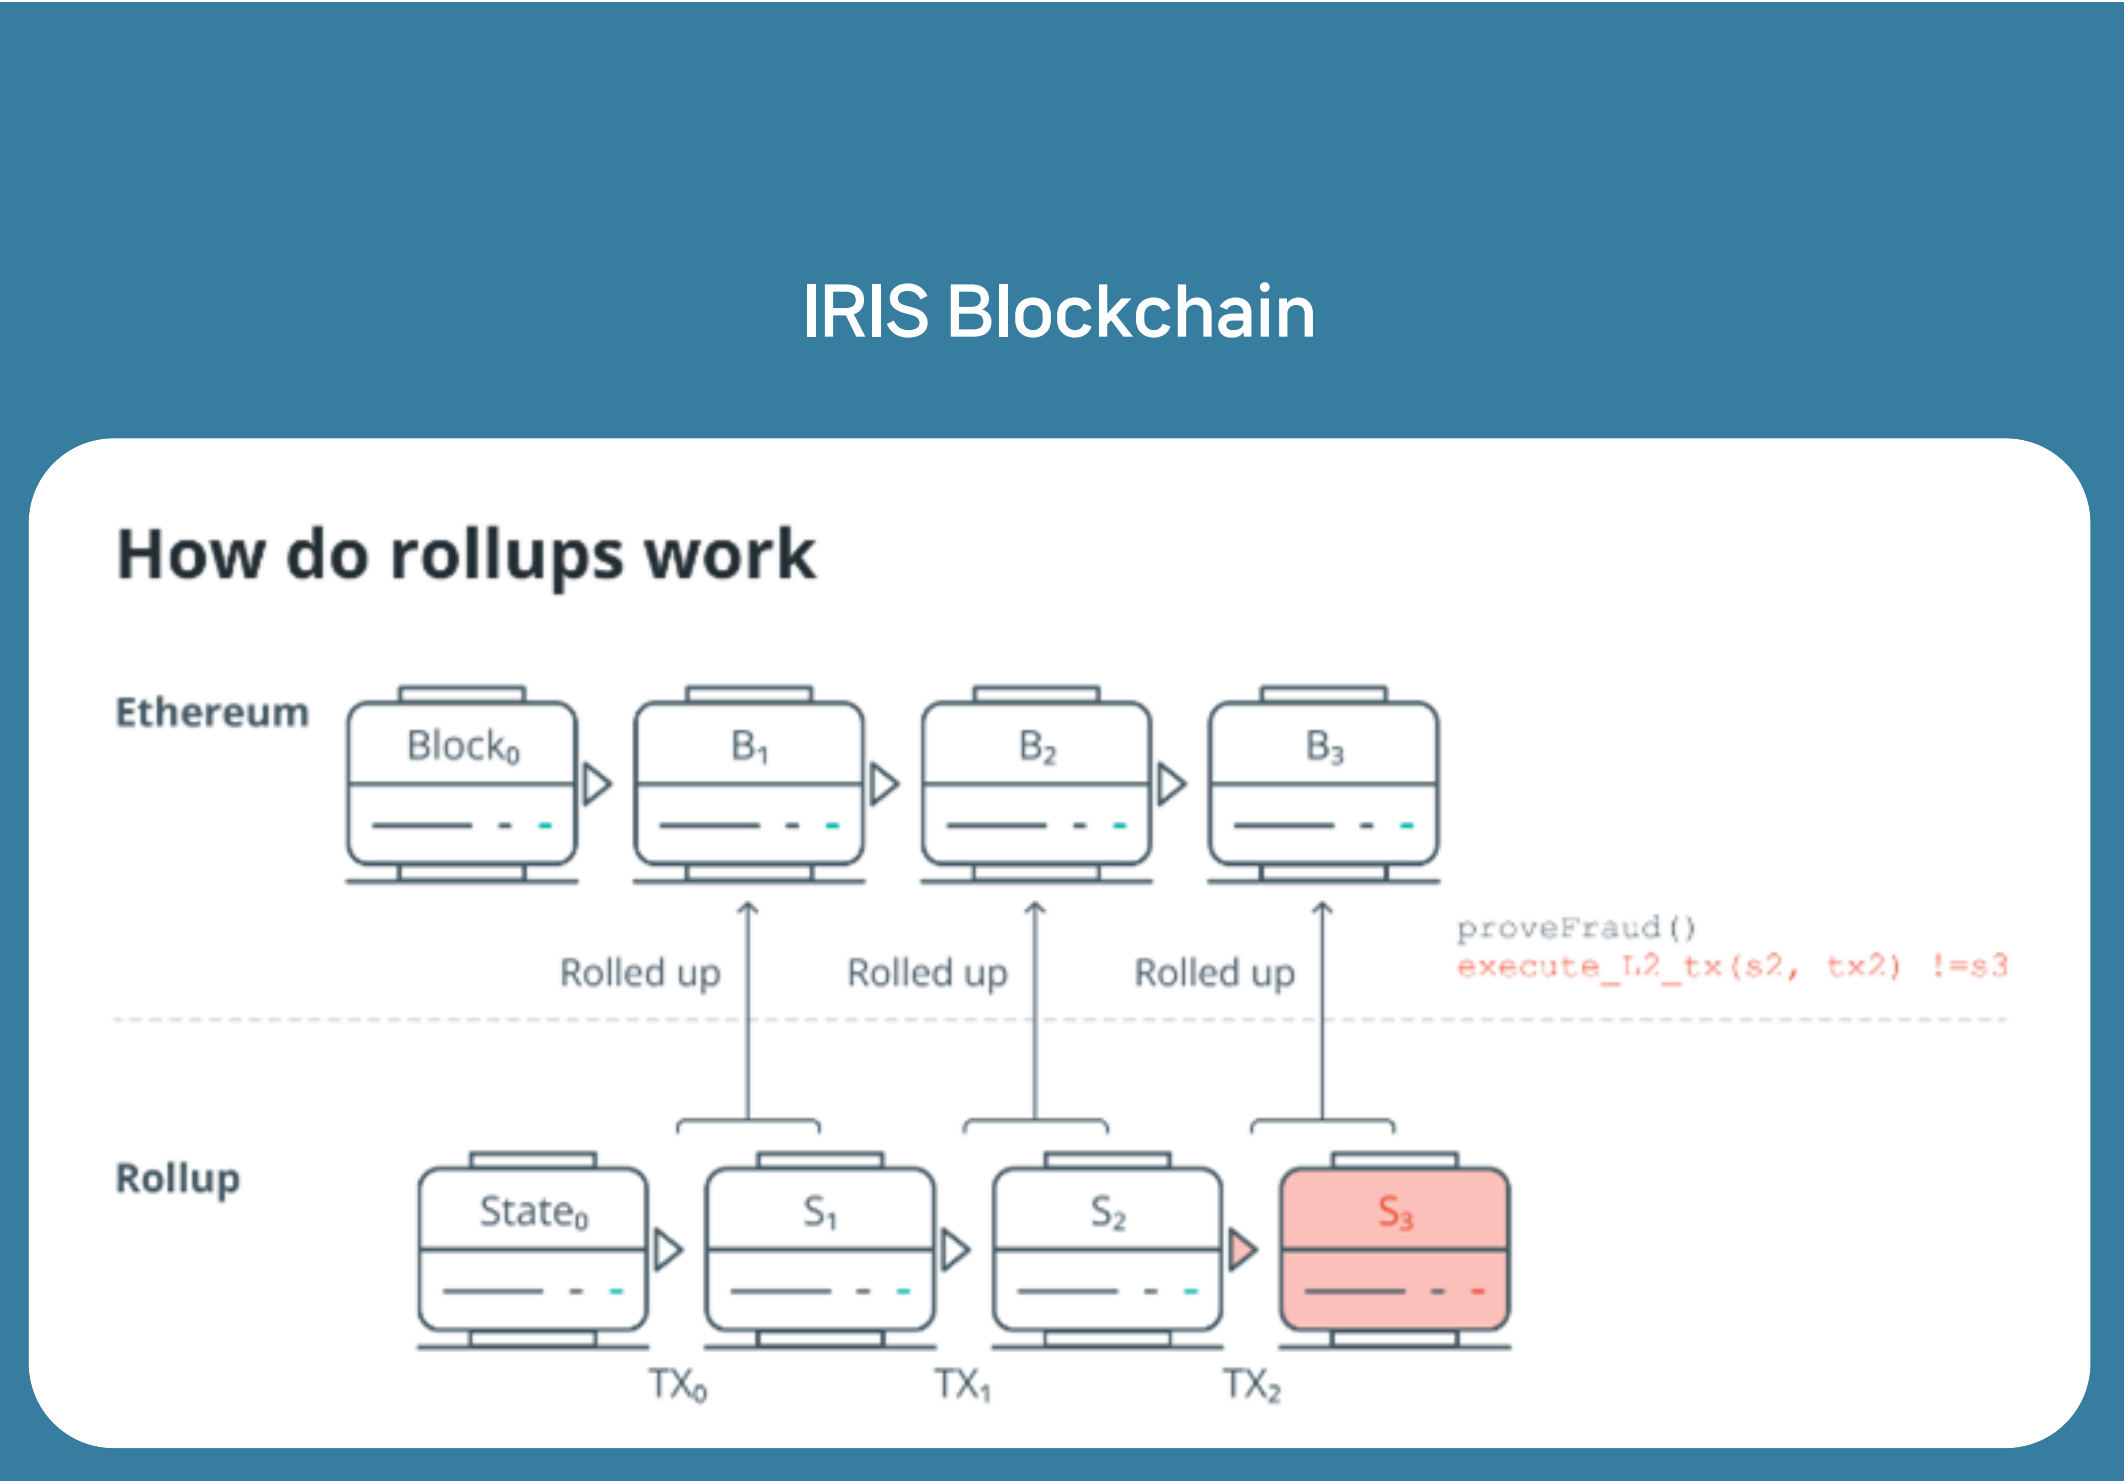 IRIS Blockchain
How do rollups work
Ethereum
Block₀
B₁
B₂
B₃
proveFraud()
execute_L2_tx(s2, tx2) !=s3
Rolled up
Rolled up
Rolled up
Rollup
State₀
S₁
S₂
S₃
TX₀
TX₁
TX₂